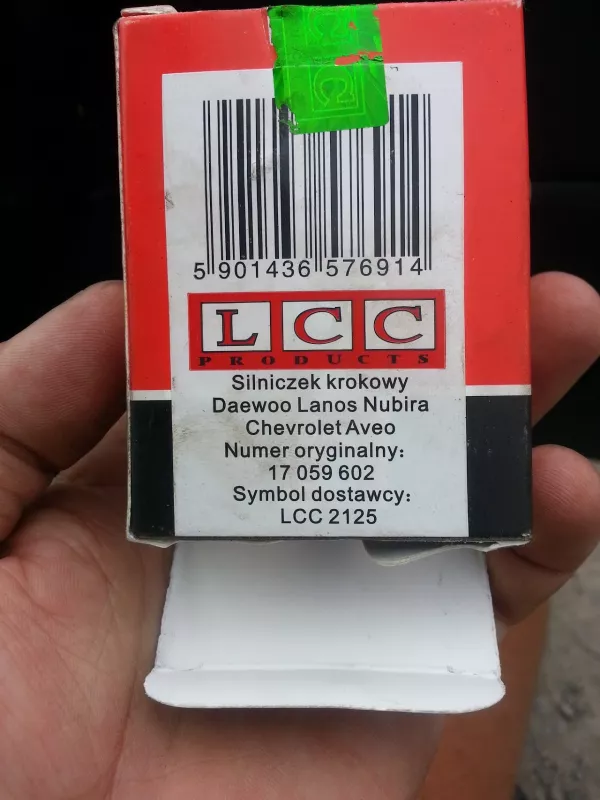 5 901436 576914
LCC
PRODUCTS
Silniczek krokowy
Daewoo Lanos Nubira
Chevrolet Aveo
Numer oryginalny:
17 059 602
Symbol dostawcy:
LCC 2125